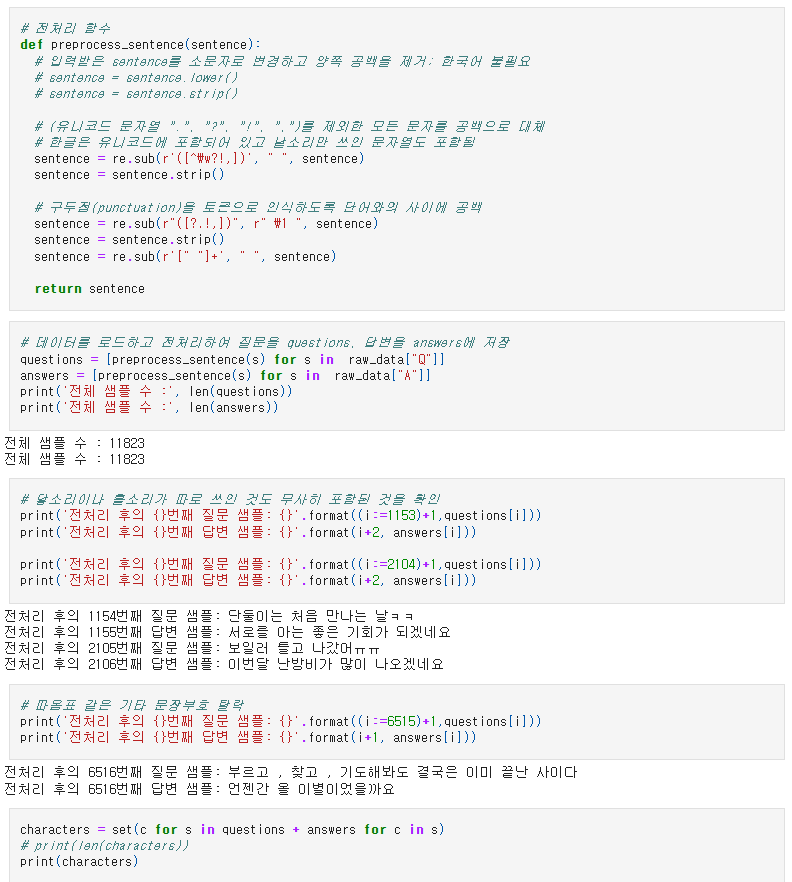 # 전처리 함수
def preprocess_sentence(sentence):
# 입력받은 sentence를 소문자로 변경하고 양쪽 공백을 제거; 한국어 불필요
# sentence = sentence.lower()
# sentence = sentence.strip()
# (유니코드 문자열 ".", "?", "!", ",")를 제외한 모든 문자를 공백으로 대체
# 한글은 유니코드에 포함되어 있고 낱소리만 쓰인 문자열도 포함됨
sentence = re.sub(r'([^₩w?!,])', " ", sentence)
sentence = sentence.strip()
# 구두점(punctuation)을 토큰으로 인식하도록 단어와의 사이에 공백
sentence = re.sub(r"([?.!,])", r" ₩1 ", sentence)
sentence = sentence.strip()
sentence = re.sub(r'[" "]+', " ", sentence)
return sentence
# 데이터를 로드하고 전처리하여 질문을 questions, 답변을 answers에 저장
questions = [preprocess_sentence(s) for s in  raw_data["Q"]]
answers = [preprocess_sentence(s) for s in  raw_data["A"]]
print('전체 샘플 수 :', len(questions))
print('전체 샘플 수 :', len(answers))
전체 샘플 수 : 11823
전체 샘플 수 : 11823
# 닿소리이나 홀소리가 따로 쓰인 것도 무사히 포함된 것을 확인
print('전처리 후의 {}번째 질문 샘플: {}'.format((i:=1153)+1,questions[i]))
print('전처리 후의 {}번째 답변 샘플: {}'.format(i+2, answers[i]))
print('전처리 후의 {}번째 질문 샘플: {}'.format((i:=2104)+1,questions[i]))
print('전처리 후의 {}번째 답변 샘플: {}'.format(i+2, answers[i]))
전처리 후의 1154번째 질문 샘플: 단둘이는 처음 만나는 날ㅋㅋ
전처리 후의 1155번째 답변 샘플: 서로를 아는 좋은 기회가 되겠네요
전처리 후의 2105번째 질문 샘플: 보일러 틀고 나갔어ㅠㅠ
전처리 후의 2106번째 답변 샘플: 이번달 난방비가 많이 나오겠네요
# 따옴표 같은 기타 문장부호 탈락
print('전처리 후의 {}번째 질문 샘플: {}'.format((i:=6515)+1,questions[i]))
print('전처리 후의 {}번째 답변 샘플: {}'.format(i+1, answers[i]))
전처리 후의 6516번째 질문 샘플: 부르고 , 찾고 , 기도해봐도 결국은 이미 끝난 사이다
전처리 후의 6516번째 답변 샘플: 언젠간 올 이별이었을까요
characters = set(c for s in questions + answers for c in s)
# print(len(characters))
print(characters)